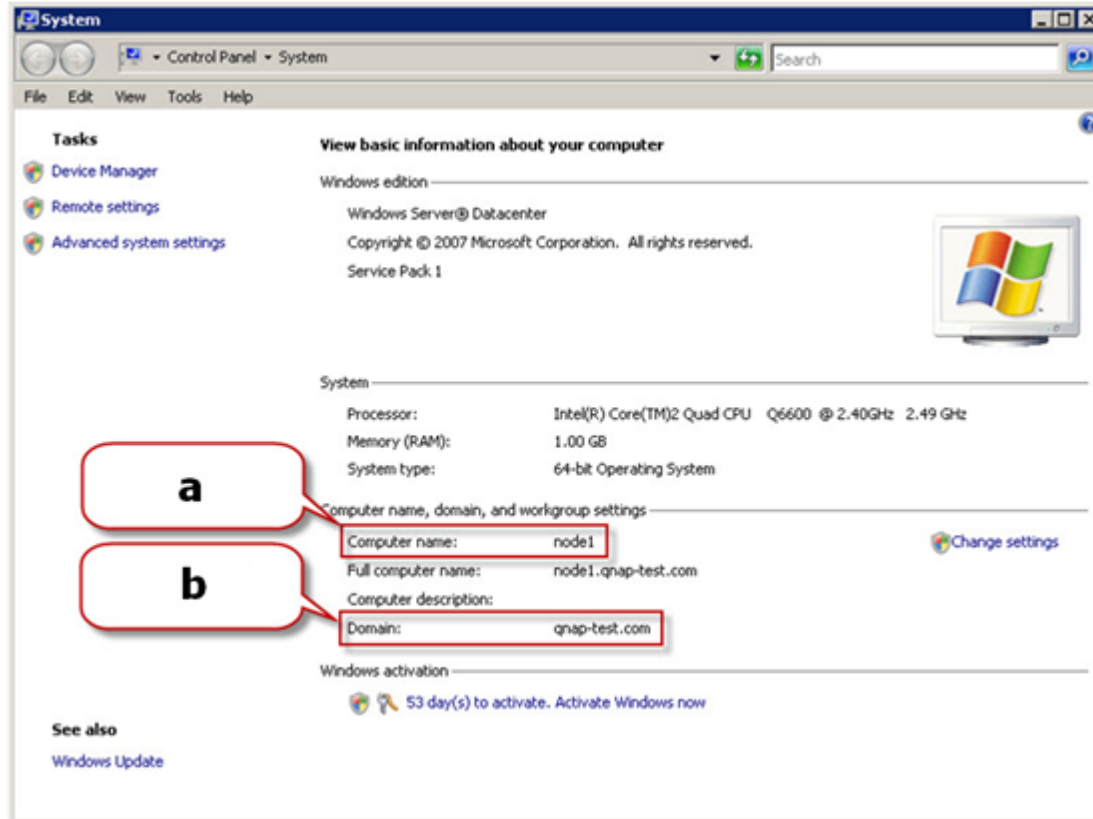 System
Control Panel System Search
File Edit View Tools Help
Tasks
Device Manager
Remote settings
Advanced system settings
View basic information about your computer
Windows edition
Windows Server® Datacenter
Copyright © 2007 Microsoft Corporation. All rights reserved.
Service Pack 1
System
Processor: Intel(R) Core(TM)2 Quad CPU Q6600 @ 2.40GHz 2.49 GHz
Memory (RAM): 1.00 GB
System type: 64-bit Operating System
a
Computer name, domain, and workgroup settings
Computer name: node1
Change settings
Full computer name: node1.qnap-test.com
b
Computer description:
Domain: qnap-test.com
Windows activation
53 day(s) to activate. Activate Windows now
See also
Windows Update